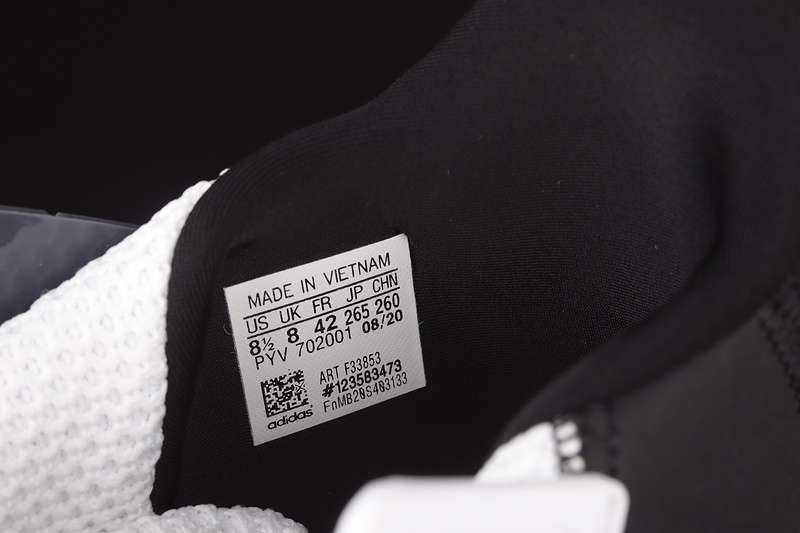 MADE IN VIETNAM
US UK FR JP CHN
8½ 8 42 265 260
PYV 702001 08/20
ART F33853
#123583473
FnMB20S403133
adidas